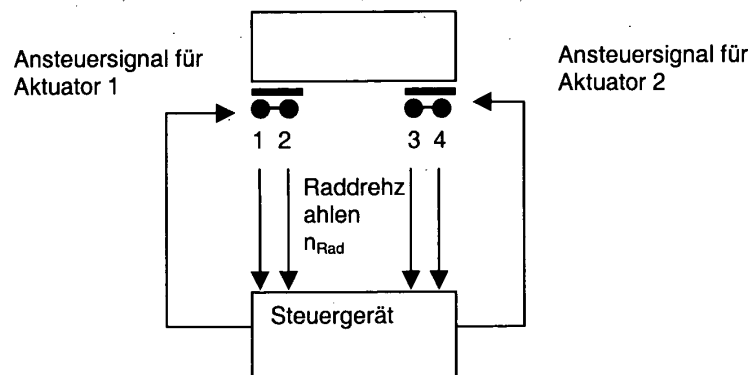 Ansteuersignal für
Aktuator 1
Ansteuersignal für
Aktuator 2
1 2 3 4
Raddrehz
ahlen
nRad
Steuergerät